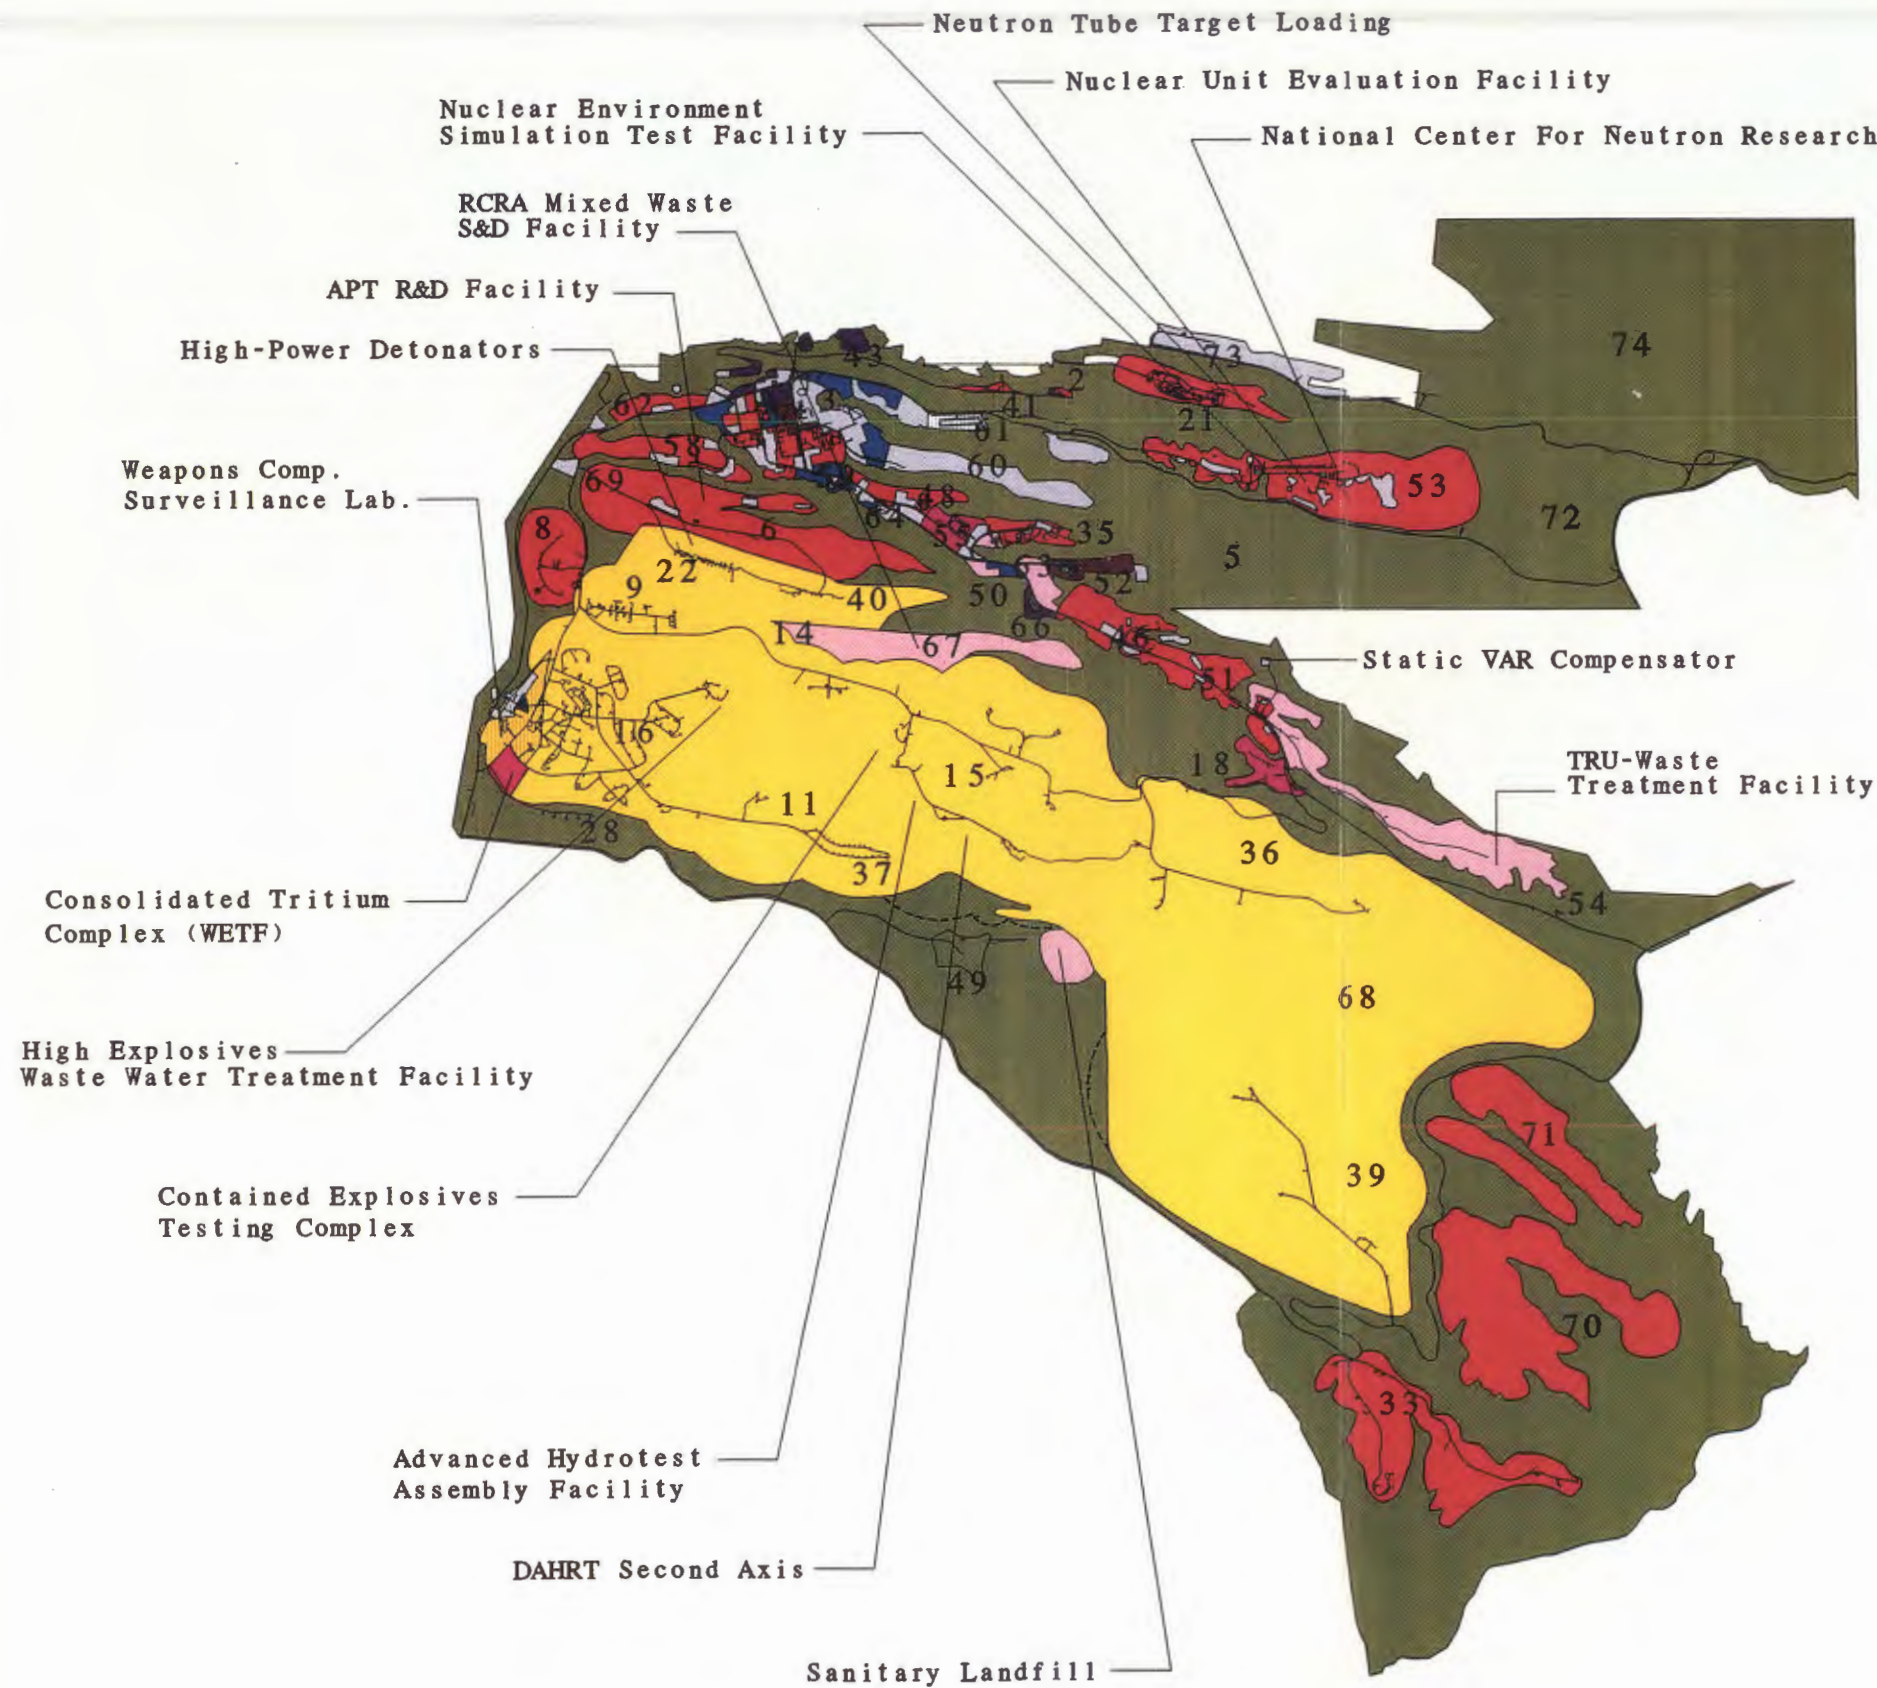 Neutron Tube Target Loading
Nuclear Unit Evaluation Facility
Nuclear Environment
Simulation Test Facility
National Center For Neutron Research
RCRA Mixed Waste
S&D Facility
APT R&D Facility
High-Power Detonators
74
43
73
2
62
3
41
21
61
58
60
Weapons Comp.
Surveillance Lab.
69
53
48
64
72
8
6
55
35
5
22
9
52
40
50
66
14
67
46
Static VAR Compensator
51
16
18
15
TRU-Waste
Treatment Facility
11
28
36
37
Consolidated Tritium
Complex (WETF)
54
49
68
High Explosives
Waste Water Treatment Facility
71
39
Contained Explosives
Testing Complex
70
33
Advanced Hydrotest
Assembly Facility
DAHRT Second Axis
Sanitary Landfill